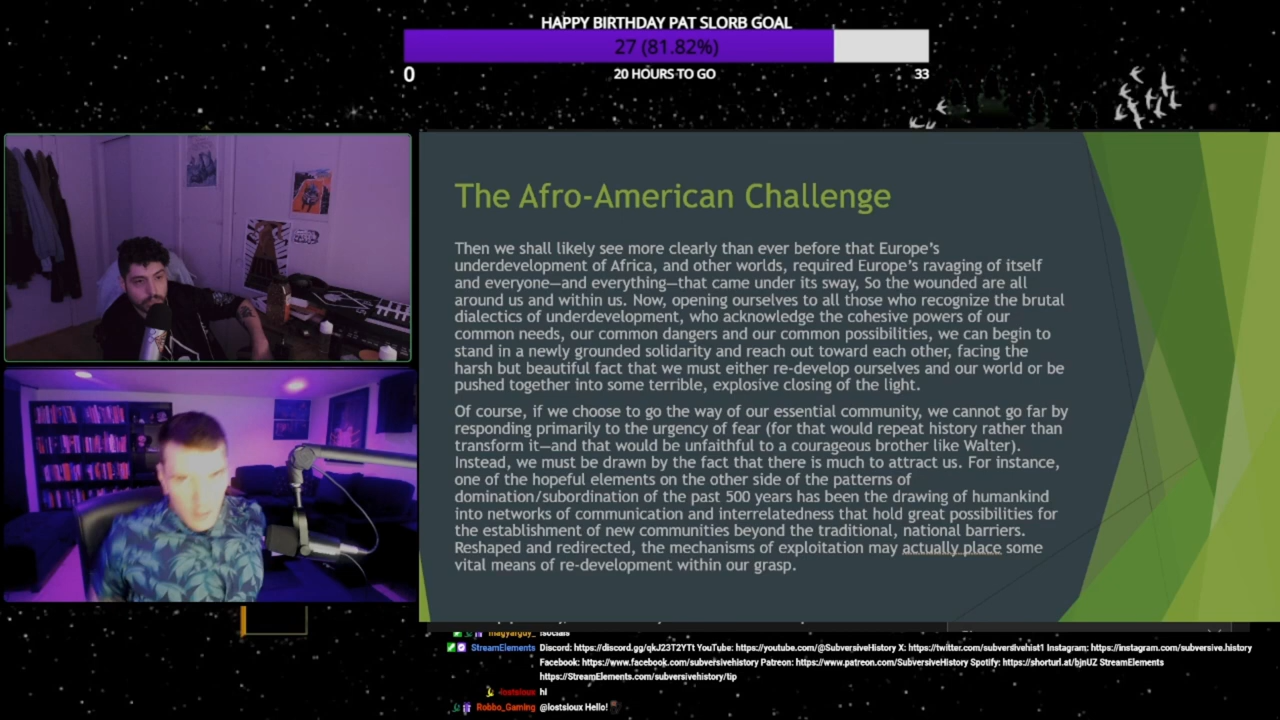 HAPPY BIRTHDAY PAT SLORB GOAL
27 (81.82%)
0
20 HOURS TO GO
33
The Afro-American Challenge
Then we shall likely see more clearly than ever before that Europe's
underdevelopment of Africa, and other worlds, required Europe's ravaging of itself
and everyone—and everything—that came under its sway, So the wounded are all
around us and within us. Now, opening ourselves to all those who recognize the brutal
dialectics of underdevelopment, who acknowledge the cohesive powers of our
common needs, our common dangers and our common possibilities, we can begin to
stand in a newly grounded solidarity and reach out toward each other, facing the
harsh but beautiful fact that we must either re-develop ourselves and our world or be
pushed together into some terrible, explosive closing of the light.
Of course, if we choose to go the way of our essential community, we cannot go far by
responding primarily to the urgency of fear (for that would repeat history rather than
transform it—and that would be unfaithful to a courageous brother like Walter).
Instead, we must be drawn by the fact that there is much to attract us. For instance,
one of the hopeful elements on the other side of the patterns of
domination/subordination of the past 500 years has been the drawing of humankind
into networks of communication and interrelatedness that hold great possibilities for
the establishment of new communities beyond the traditional, national barriers.
Reshaped and redirected, the mechanisms of exploitation may actually place some
vital means of re-development within our grasp.
magyarguy_ !socials
StreamElements Discord: https://discord.gg/qkJ23T2YTt YouTube: https://youtube.com/@SubversiveHistory X: https://twitter.com/subversivehist1 Instagram: https://instagram.com/subversive.history
Facebook: https://www.facebook.com/subversivehistory Patreon: https://www.patreon.com/SubversiveHistory Spotify: https://shorturl.at/bjnUZ StreamElements
https://StreamElements.com/subversivehistory/tip
lostsioux hi
Robbo_Gaming @lostsioux Hello!